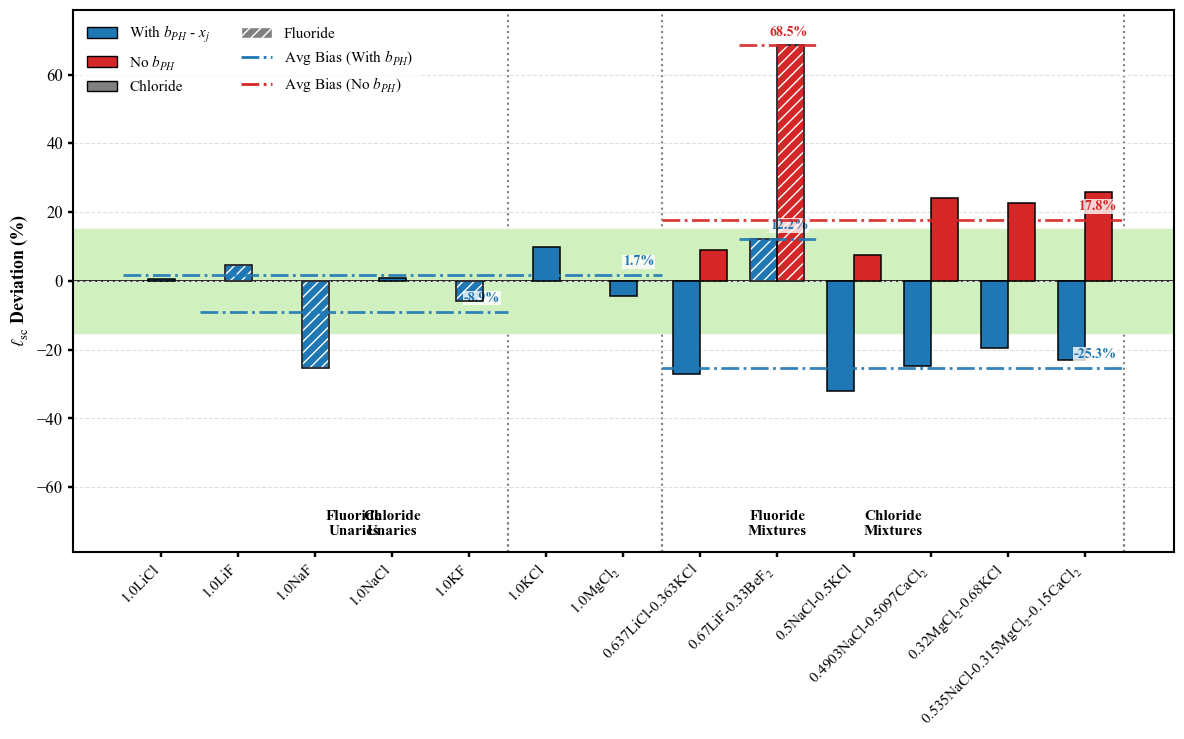 With b_PH - x_j
No b_PH
Chloride
Fluoride
Avg Bias (With b_PH)
Avg Bias (No b_PH)
ℓ_sc Deviation (%)
60
40
20
0
−20
−40
−60
68.5%
12.2%
17.8%
1.7%
-8.9%
-25.3%
Fluoride
Unaries
Chloride
Unaries
Fluoride
Mixtures
Chloride
Mixtures
1.0LiCl
1.0LiF
1.0NaF
1.0NaCl
1.0KF
1.0KCl
1.0MgCl₂
0.637LiCl-0.363KCl
0.67LiF-0.33BeF₂
0.5NaCl-0.5KCl
0.4903NaCl-0.5097CaCl₂
0.32MgCl₂-0.68KCl
0.535NaCl-0.315MgCl₂-0.15CaCl₂